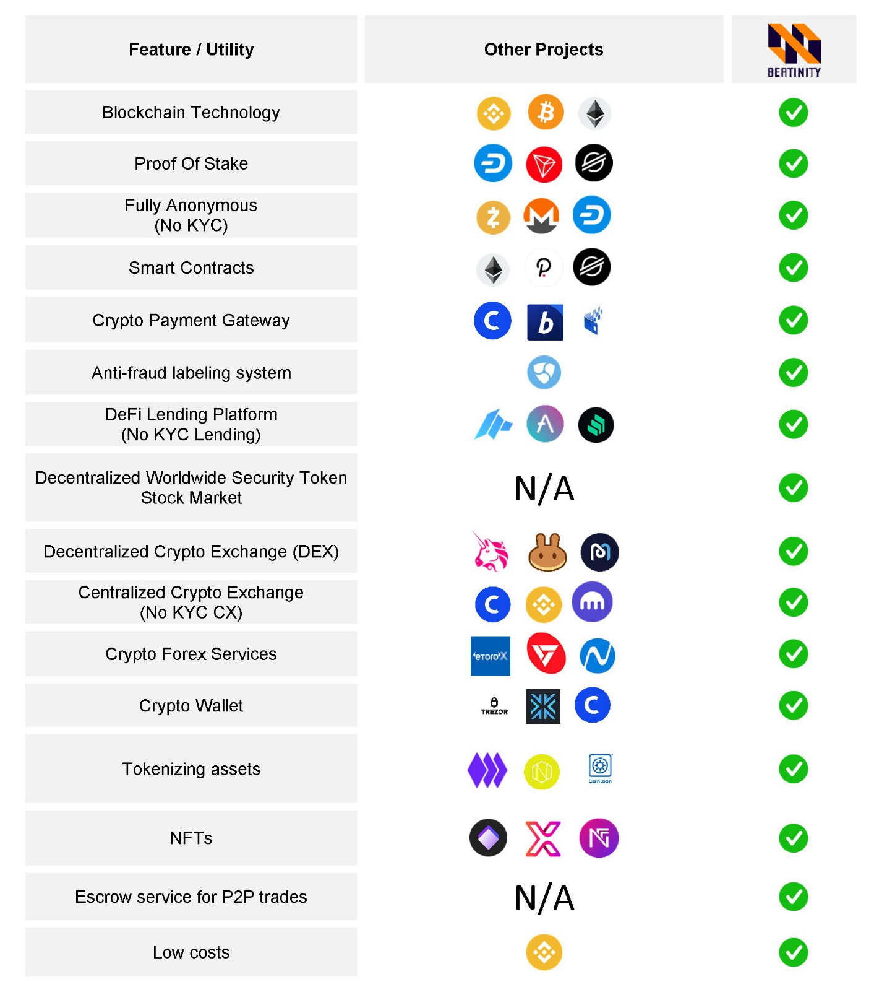 Feature / Utility
Other Projects
BERTINITY
Blockchain Technology
Proof Of Stake
Fully Anonymous
(No KYC)
Smart Contracts
Crypto Payment Gateway
b
Anti-fraud labeling system
DeFi Lending Platform
(No KYC Lending)
Decentralized Worldwide Security Token
Stock Market
N/A
Decentralized Crypto Exchange (DEX)
Centralized Crypto Exchange
(No KYC CX)
Crypto Forex Services
eToroX
Crypto Wallet
TREZOR
Tokenizing assets
CoinLoan
NFTs
Escrow service for P2P trades
N/A
Low costs